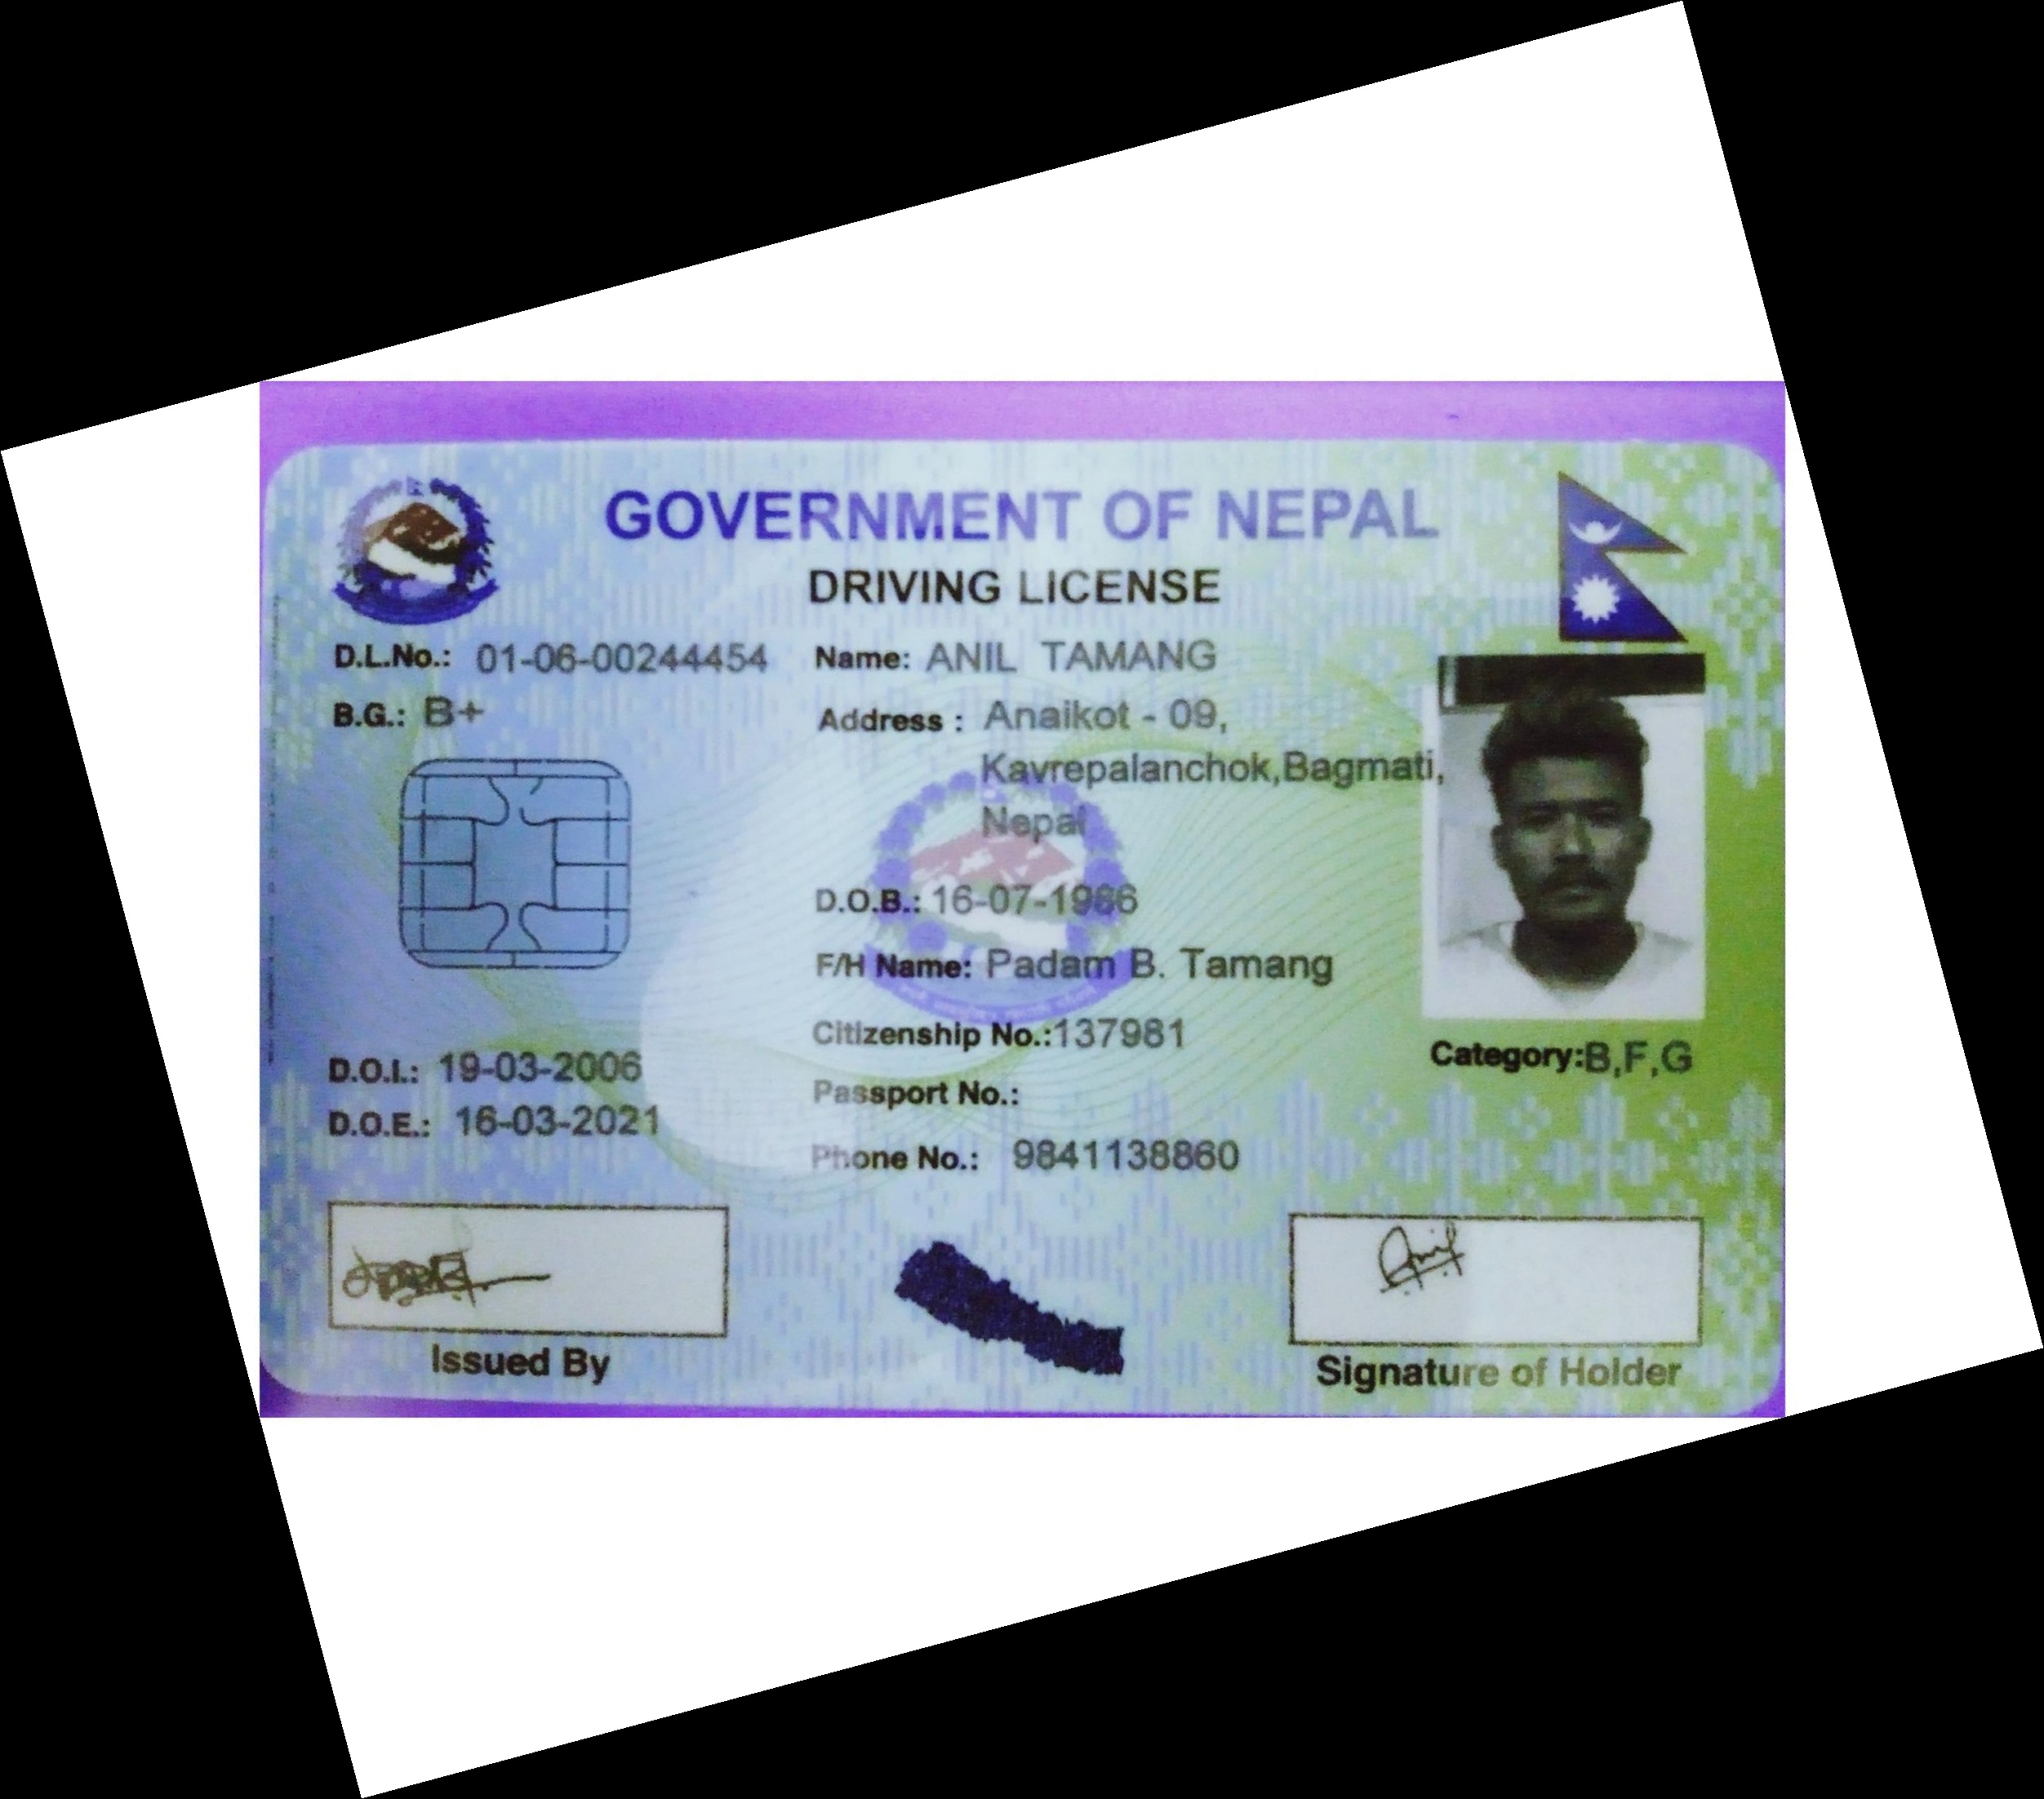 GOVERNMENT OF NEPAL
DRIVING LICENSE
D.L.No.: 01-06-00244454
B.G.: B+
Name: ANIL TAMANG
Address : Anaikot - 09,
Kavrepalanchok,Bagmati,
Nepal
D.O.B.: 16-07-1986
F/H Name: Padam B. Tamang
Citizenship No.:137981
Passport No.:
Phone No.: 9841138860
D.O.I.: 19-03-2006
D.O.E.: 16-03-2021
Category:B,F,G
Issued By
Anil
Signature of Holder